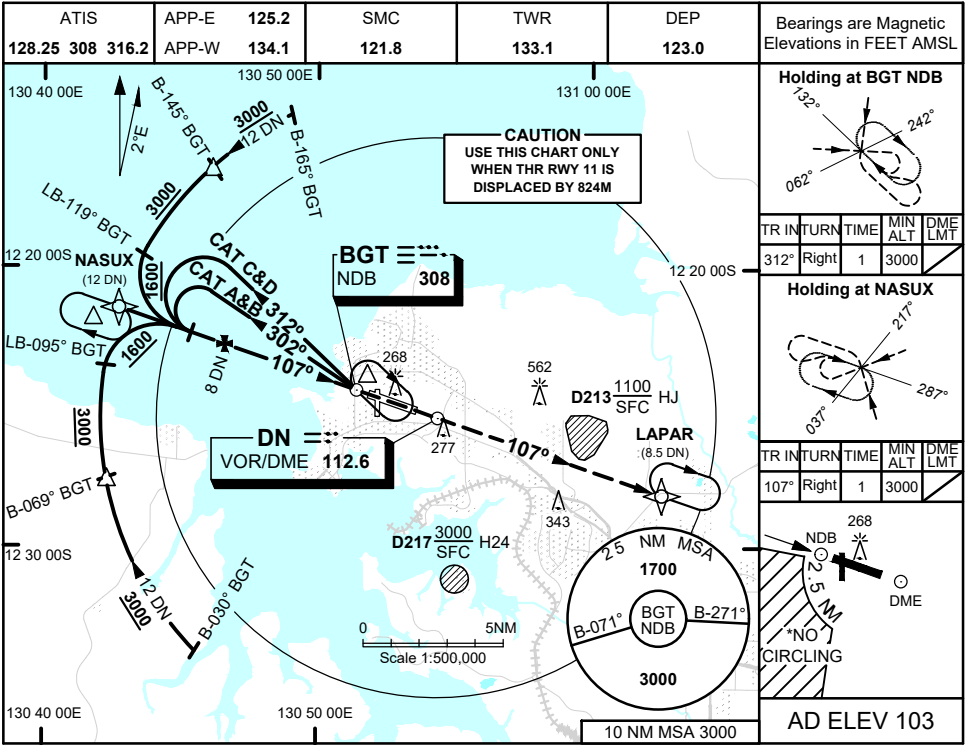 ATIS
128.25 308 316.2
APP-E 125.2
APP-W 134.1
SMC
121.8
TWR
133.1
DEP
123.0
Bearings are Magnetic
Elevations in FEET AMSL
130 40 00E
130 50 00E
131 00 00E
2°E
B-145° BGT
3000
12 DN
B-165° BGT
3000
LB-119° BGT
CAUTION
USE THIS CHART ONLY
WHEN THR RWY 11 IS
DISPLACED BY 824M
12 20 00S
NASUX
(12 DN)
1600
CAT C&D
312°
CAT A&B
302°
BGT
NDB 308
12 20 00S
LB-095° BGT
1600
8 DN
107°
268
562
D213 1100
SFC HJ
DN
VOR/DME 112.6
277
107°
LAPAR
(8.5 DN)
3000
B-069° BGT
343
12 30 00S
D217 3000
SFC H24
12 DN
3000
B-030° BGT
0 5NM
Scale 1:500,000
25 NM MSA
1700
BGT
NDB
B-071°
B-271°
3000
130 40 00E
130 50 00E
10 NM MSA 3000
Holding at BGT NDB
132°
242°
062°
TR IN TURN TIME MIN ALT DME LMT
312° Right 1 3000
Holding at NASUX
217°
287°
037°
TR IN TURN TIME MIN ALT DME LMT
107° Right 1 3000
NDB
268
2.5 NM
DME
*NO
CIRCLING
AD ELEV 103